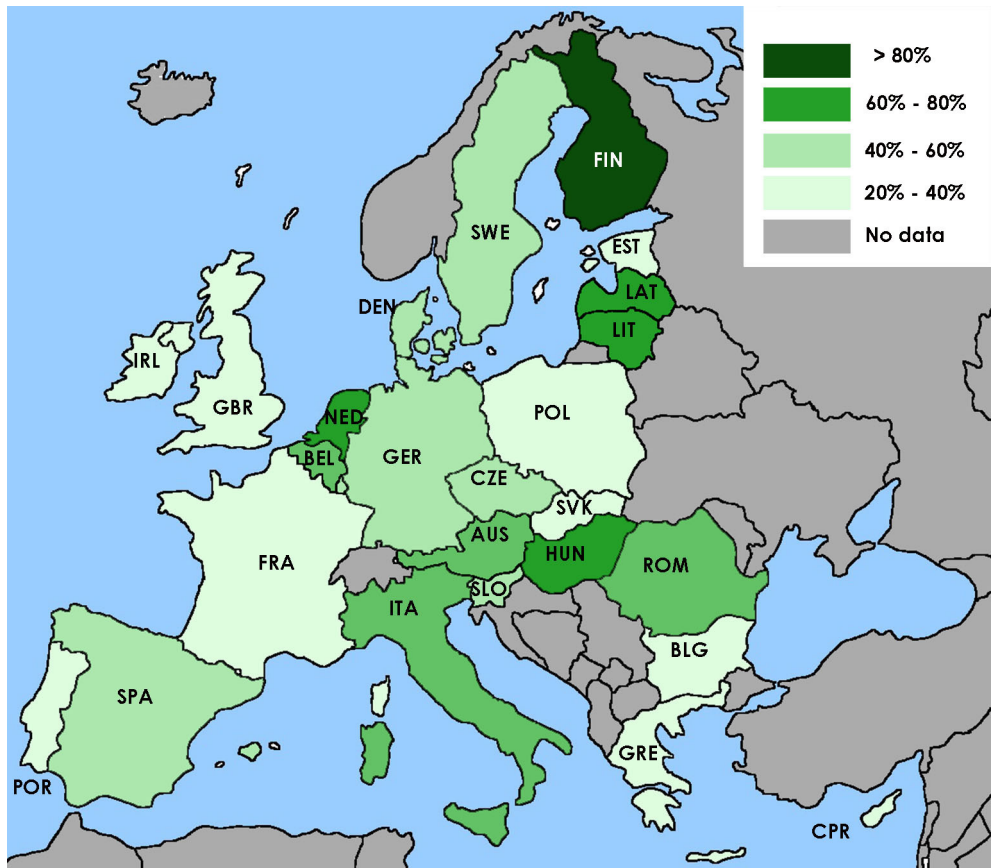 > 80%
60% - 80%
40% - 60%
20% - 40%
No data
FIN
SWE
EST
LAT
DEN
LIT
IRL
GBR
NED
POL
BEL
GER
CZE
SVK
AUS
HUN
FRA
ROM
SLO
ITA
BLG
SPA
GRE
POR
CPR